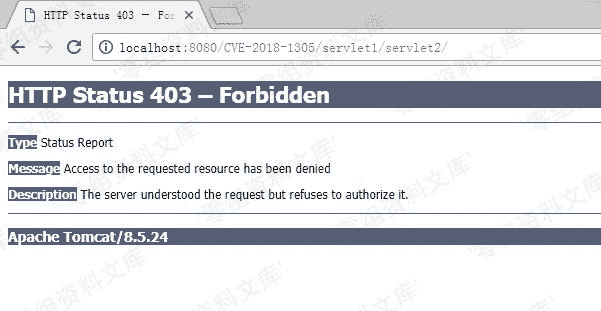 HTTP Status 403 – For
localhost:8080/CVE-2018-1305/servlet1/servlet2/
HTTP Status 403 – Forbidden
Type Status Report
Message Access to the requested resource has been denied
Description The server understood the request but refuses to authorize it.
Apache Tomcat/8.5.24
'零组资料文库'